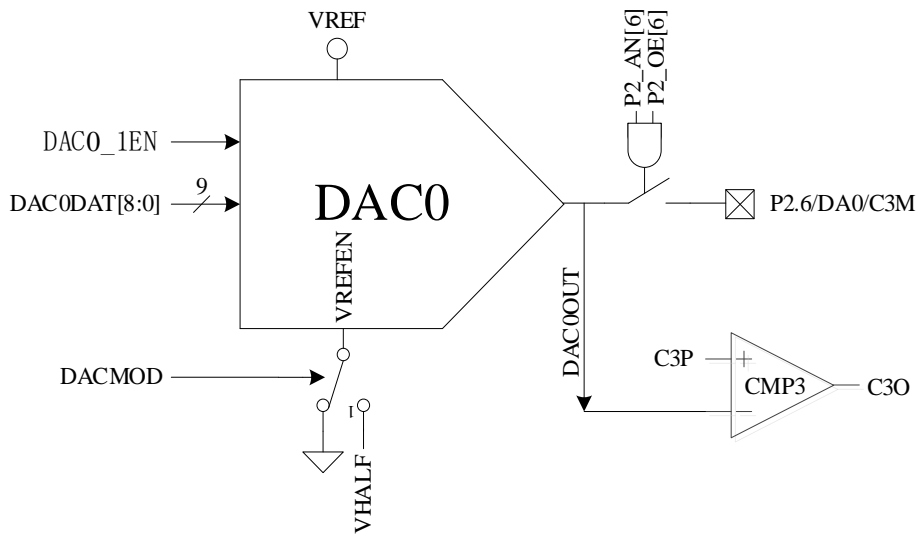 VREF
P2_AN[6]
P2_OE[6]
DAC0_1EN
DAC0DAT[8:0]
9
DAC0
P2.6/DA0/C3M
VREFEN
DAC0OUT
DACMOD
C3P
+
CMP3
C3O
−
1
VHALF